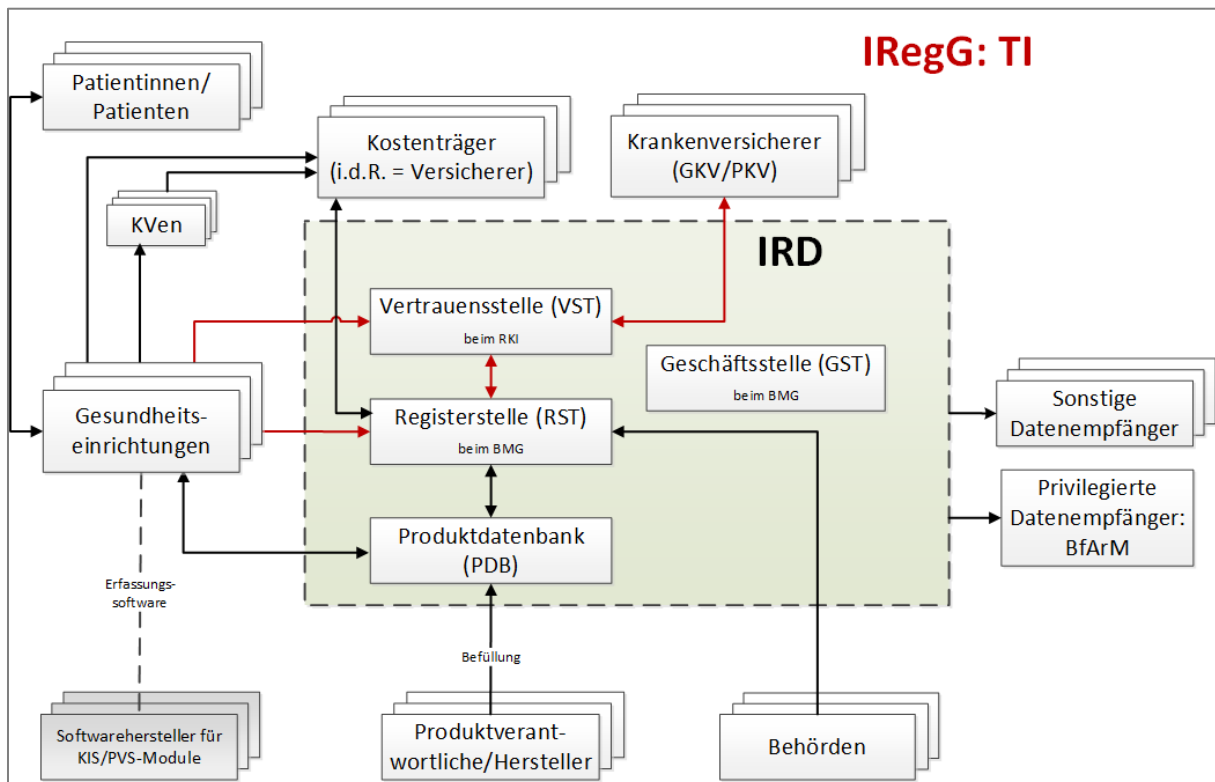 IRegG: TI
Patientinnen/
Patienten
Kostenträger
(i.d.R. = Versicherer)
Krankenversicherer
(GKV/PKV)
KVen
IRD
Vertrauensstelle (VST)
beim RKI
Geschäftsstelle (GST)
beim BMG
Gesundheits-
einrichtungen
Registerstelle (RST)
beim BMG
Sonstige
Datenempfänger
Privilegierte
Datenempfänger:
BfArM
Produktdatenbank
(PDB)
Erfassungs-
software
Befüllung
Softwarehersteller für
KIS/PVS-Module
Produktverant-
wortliche/Hersteller
Behörden